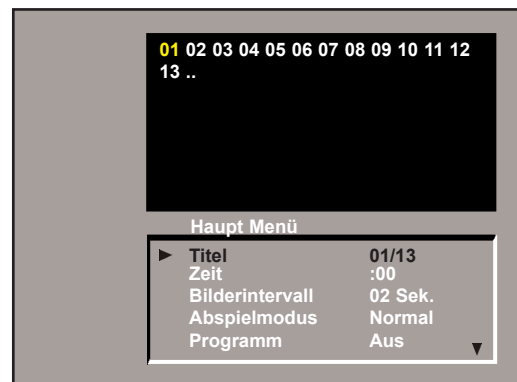 01 02 03 04 05 06 07 08 09 10 11 12
13 ..
Haupt Menü
Titel 01/13
Zeit :00
Bilderintervall 02 Sek.
Abspielmodus Normal
Programm Aus